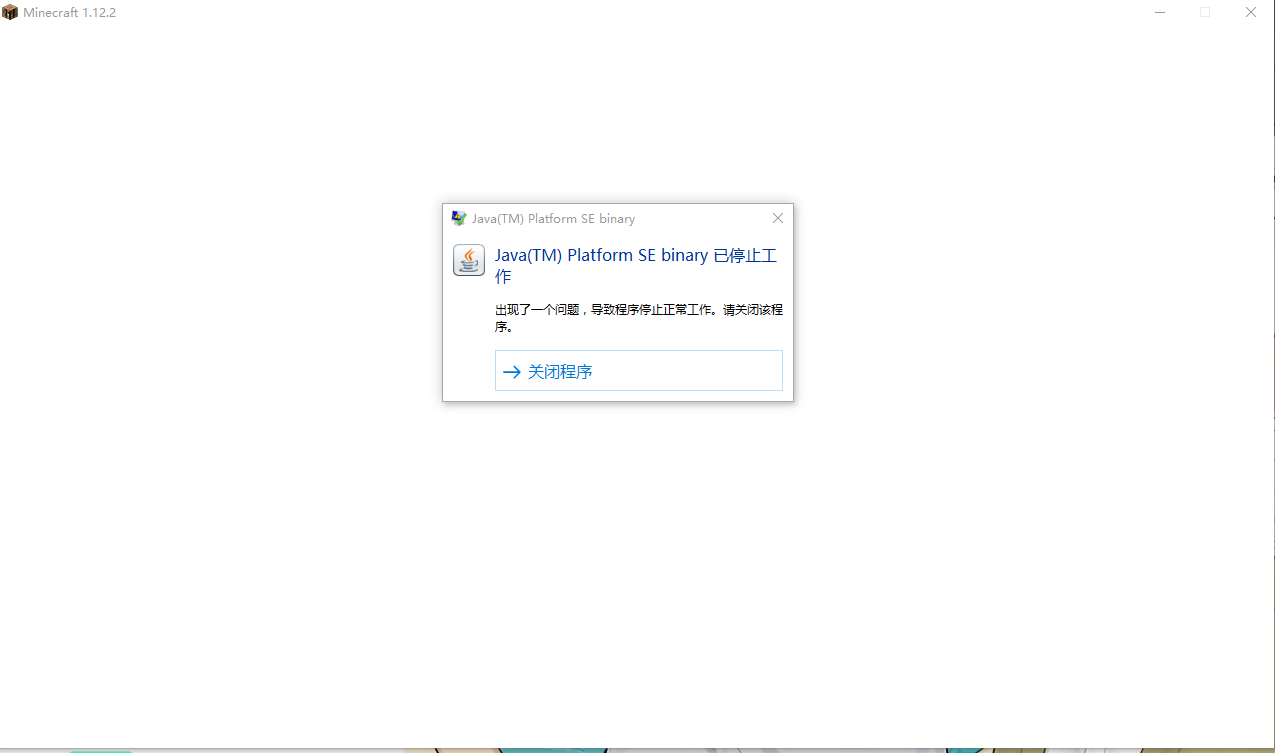 Minecraft 1.12.2
Java(TM) Platform SE binary
Java(TM) Platform SE binary 已停止工
作
出现了一个问题，导致程序停止正常工作。请关闭该程
序。
关闭程序